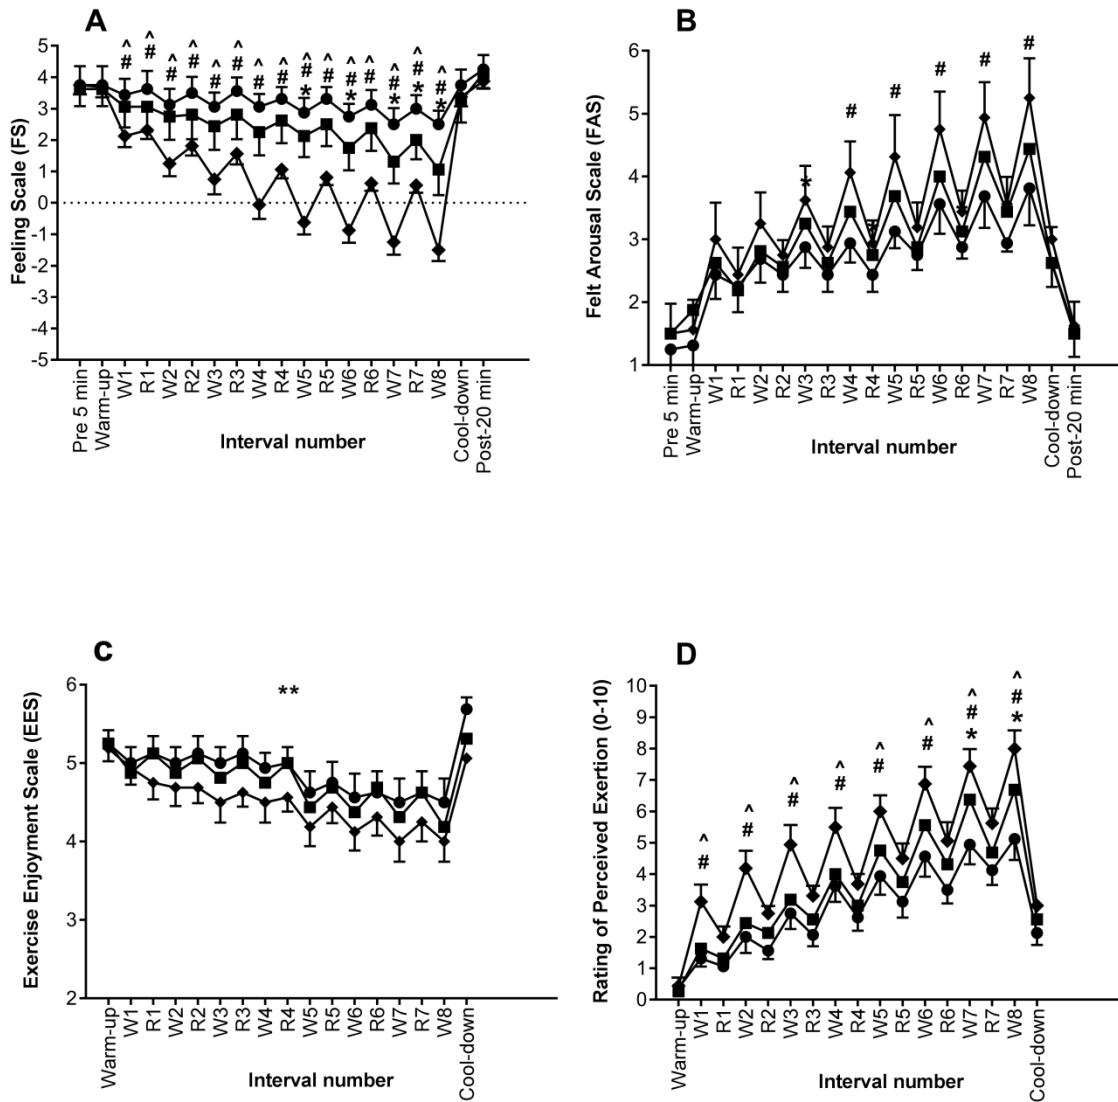 A
^ ^ ^ ^ ^ ^ ^ ^ ^ ^ ^ ^ ^ ^ ^
# # # # # # # # # # # # # # #
* * * * *
Feeling Scale (FS)
5
4
3
2
1
0
-1
-2
-3
-4
-5
Pre 5 min
Warm-up
W1
R1
W2
R2
W3
R3
W4
R4
W5
R5
W6
R6
W7
R7
W8
Cool-down
Post-20 min
Interval number
B
# # # # #
* *
Felt Arousal Scale (FAS)
6
5
4
3
2
1
Pre 5 min
Warm-up
W1
R1
W2
R2
W3
R3
W4
R4
W5
R5
W6
R6
W7
R7
W8
Cool-down
Post-20 min
Interval number
C
**
Exercise Enjoyment Scale (EES)
6
5
4
3
2
Warm-up
W1
R1
W2
R2
W3
R3
W4
R4
W5
R5
W6
R6
W7
R7
W8
Cool-down
Interval number
D
^ ^ ^ ^ ^ ^ ^ ^
# # # # # # # #
* *
Rating of Perceived Exertion (0-10)
10
9
8
7
6
5
4
3
2
1
0
Warm-up
W1
R1
W2
R2
W3
R3
W4
R4
W5
R5
W6
R6
W7
R7
W8
Cool-down
Interval number